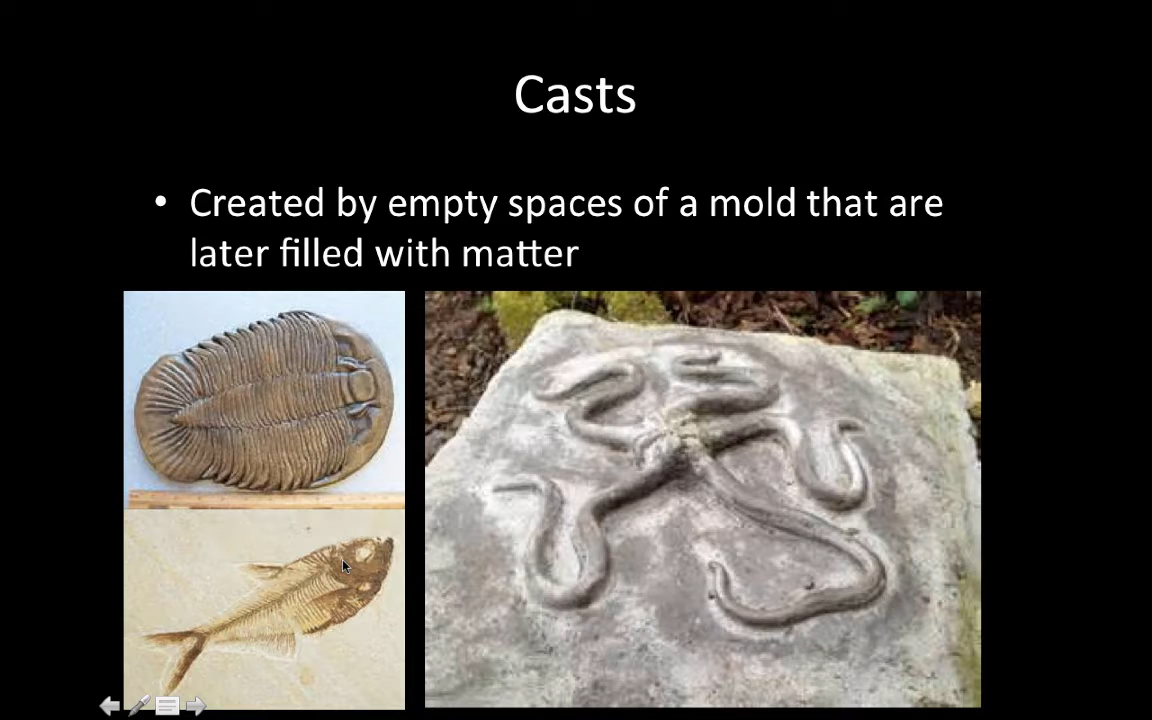 Casts
• Created by empty spaces of a mold that are
later filled with matter